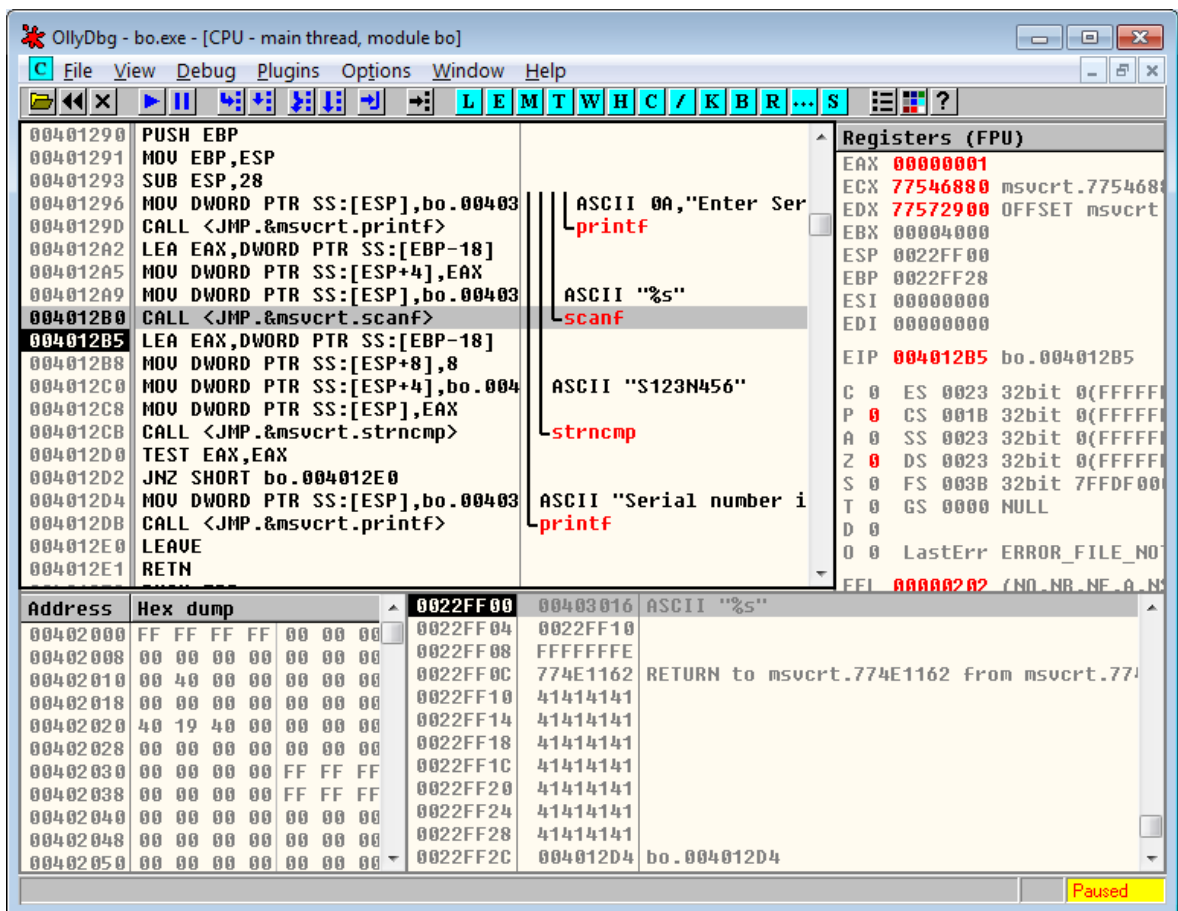 OllyDbg - bo.exe - [CPU - main thread, module bo]
C File View Debug Plugins Options Window Help
L E M T W H C / K B R ... S ?
00401290 PUSH EBP
00401291 MOV EBP,ESP
00401293 SUB ESP,28
00401296 MOV DWORD PTR SS:[ESP],bo.00403 ASCII 0A,"Enter Ser
0040129D CALL <JMP.&msvcrt.printf> printf
004012A2 LEA EAX,DWORD PTR SS:[EBP-18]
004012A5 MOV DWORD PTR SS:[ESP+4],EAX
004012A9 MOV DWORD PTR SS:[ESP],bo.00403 ASCII "%s"
004012B0 CALL <JMP.&msvcrt.scanf> scanf
004012B5 LEA EAX,DWORD PTR SS:[EBP-18]
004012B8 MOV DWORD PTR SS:[ESP+8],8
004012C0 MOV DWORD PTR SS:[ESP+4],bo.004 ASCII "S123N456"
004012C8 MOV DWORD PTR SS:[ESP],EAX
004012CB CALL <JMP.&msvcrt.strncmp> strncmp
004012D0 TEST EAX,EAX
004012D2 JNZ SHORT bo.004012E0
004012D4 MOV DWORD PTR SS:[ESP],bo.00403 ASCII "Serial number i
004012DB CALL <JMP.&msvcrt.printf> printf
004012E0 LEAVE
004012E1 RETN
Registers (FPU)
EAX 00000001
ECX 77546880 msvcrt.7754688
EDX 77572900 OFFSET msvcrt
EBX 00004000
ESP 0022FF00
EBP 0022FF28
ESI 00000000
EDI 00000000
EIP 004012B5 bo.004012B5
C 0 ES 0023 32bit 0(FFFFFF
P 0 CS 001B 32bit 0(FFFFFF
A 0 SS 0023 32bit 0(FFFFFF
Z 0 DS 0023 32bit 0(FFFFFF
S 0 FS 003B 32bit 7FFDF00
T 0 GS 0000 NULL
D 0
O 0 LastErr ERROR_FILE_NO
EFL 00000202 (NO,NB,NE,A,NS
Address Hex dump
00402000 FF FF FF FF 00 00 00
00402008 00 00 00 00 00 00 00
00402010 00 40 00 00 00 00 00
00402018 00 00 00 00 00 00 00
00402020 40 19 40 00 00 00 00
00402028 00 00 00 00 00 00 00
00402030 00 00 00 00 FF FF FF
00402038 00 00 00 00 FF FF FF
00402040 00 00 00 00 00 00 00
00402048 00 00 00 00 00 00 00
00402050 00 00 00 00 00 00 00
0022FF00 00403016 ASCII "%s"
0022FF04 0022FF10
0022FF08 FFFFFFFE
0022FF0C 774E1162 RETURN to msvcrt.774E1162 from msvcrt.774
0022FF10 41414141
0022FF14 41414141
0022FF18 41414141
0022FF1C 41414141
0022FF20 41414141
0022FF24 41414141
0022FF28 41414141
0022FF2C 004012D4 bo.004012D4
Paused